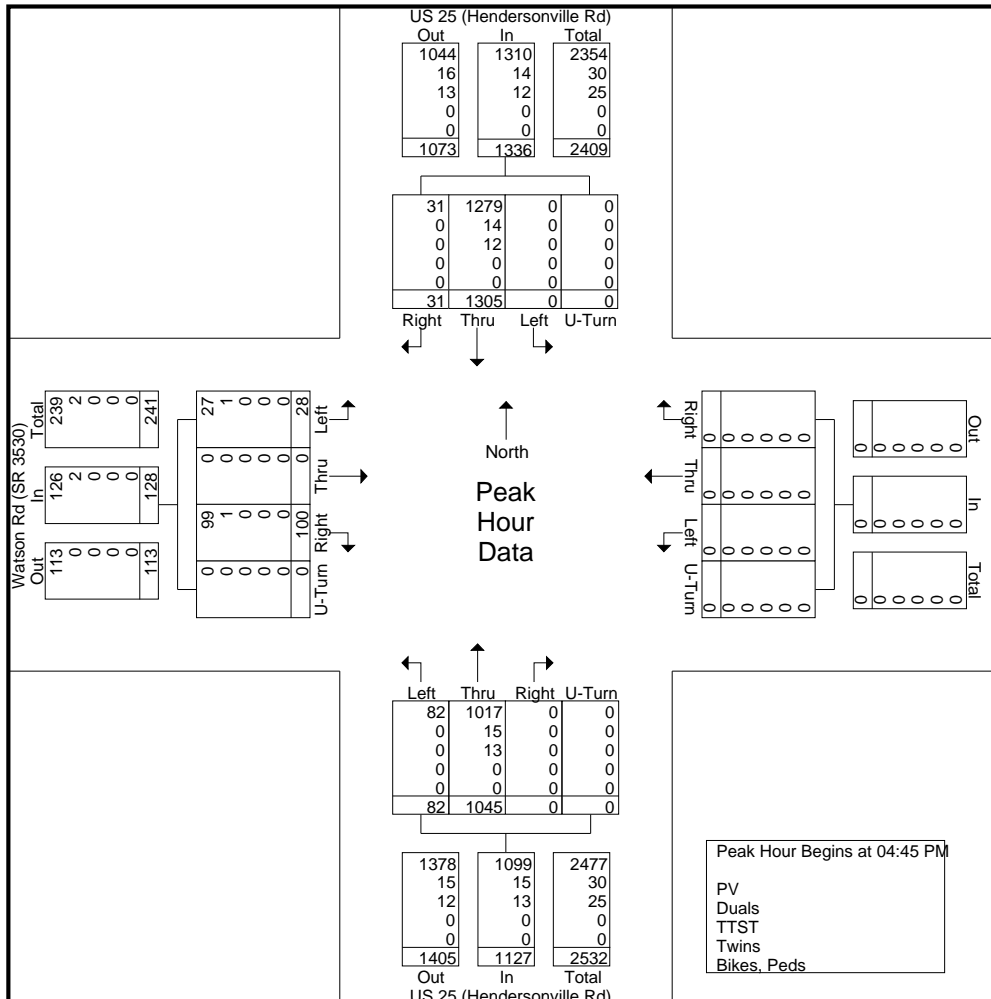 US 25 (Hendersonville Rd)
Out In Total
1044 1310 2354
16 14 30
13 12 25
0 0 0
0 0 0
1073 1336 2409
31 1279 0 0
0 14 0 0
0 12 0 0
0 0 0 0
0 0 0 0
31 1305 0 0
Right Thru Left U-Turn
Watson Rd (SR 3530)
Total
239 2 0 0 0 241
In
126 2 0 0 0 128
Out
113 0 0 0 0 113
27 1 0 0 0 28
Left
0 0 0 0 0 0
Thru
99 1 0 0 0 100
Right
0 0 0 0 0 0
U-Turn
North
Peak
Hour
Data
Right
0 0 0 0 0 0
Thru
0 0 0 0 0 0
Left
0 0 0 0 0 0
U-Turn
0 0 0 0 0 0
Out
0 0 0 0 0 0
In
0 0 0 0 0 0
Total
0 0 0 0 0 0
Left Thru Right U-Turn
82 1017 0 0
0 15 0 0
0 13 0 0
0 0 0 0
0 0 0 0
82 1045 0 0
1378 1099 2477
15 15 30
12 13 25
0 0 0
0 0 0
1405 1127 2532
Out In Total
US 25 (Hendersonville Rd)
Peak Hour Begins at 04:45 PM
PV
Duals
TTST
Twins
Bikes, Peds